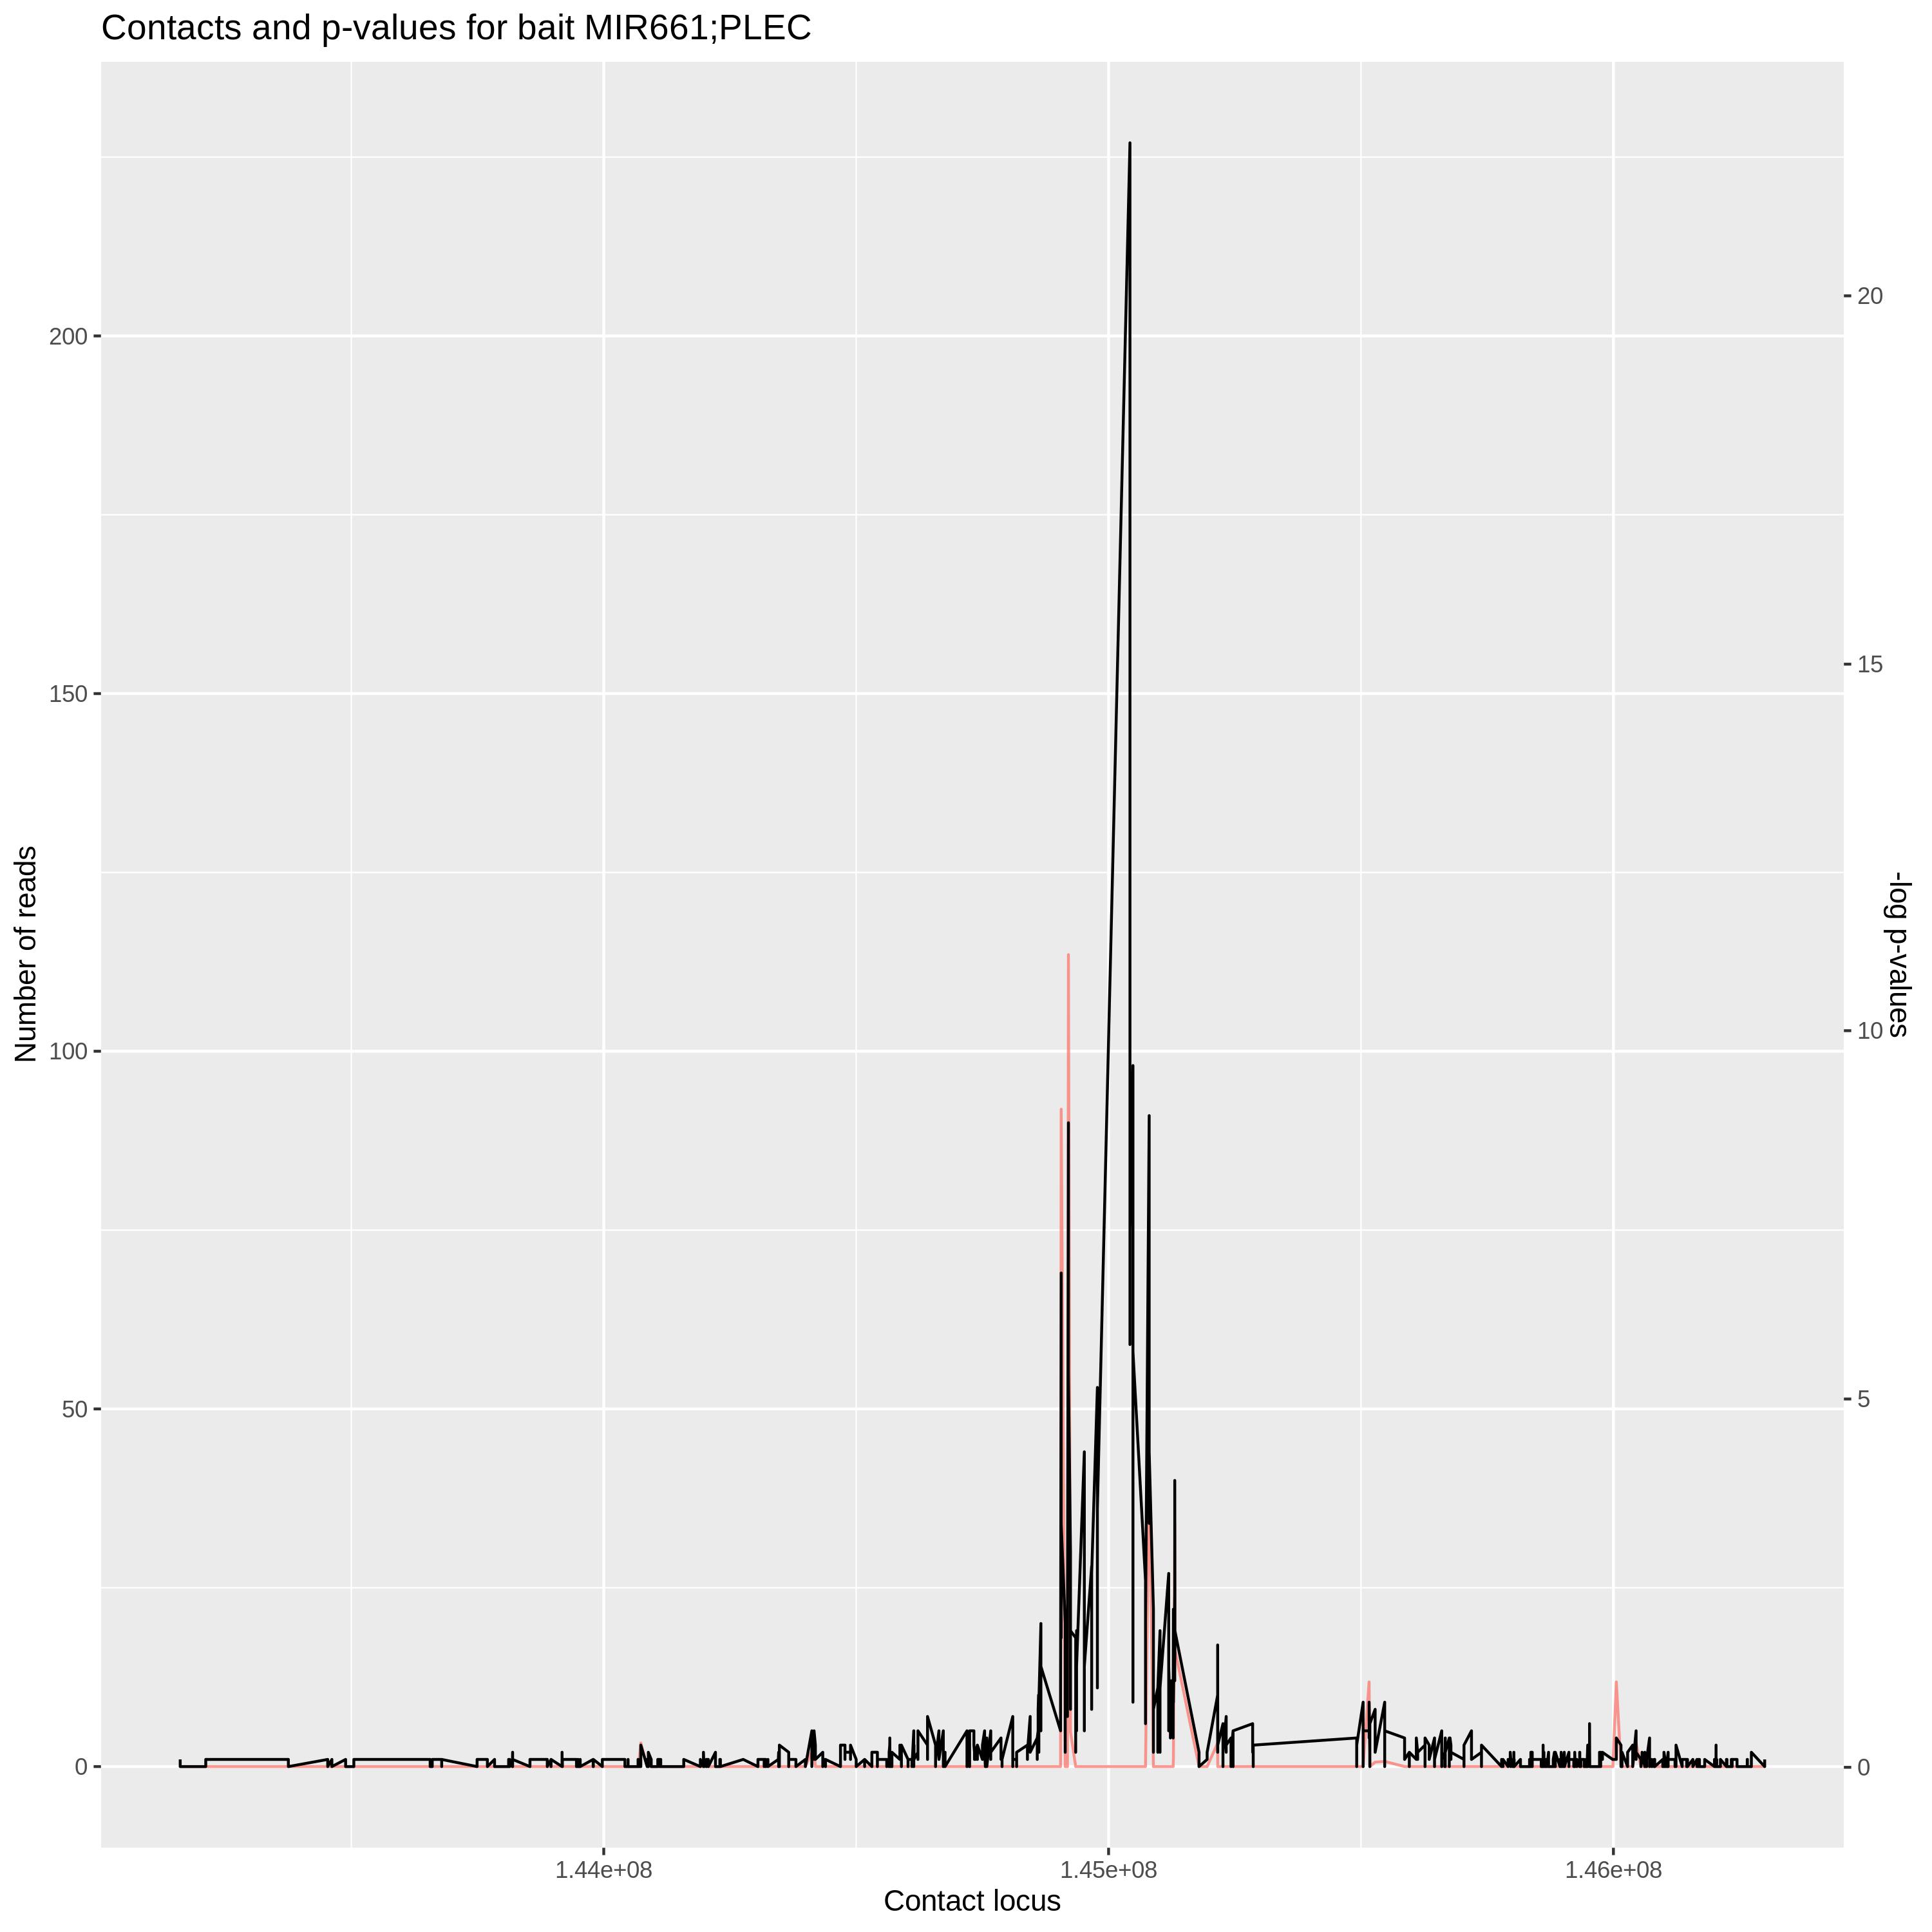 Contacts and p-values for bait MIR661;PLEC
Number of reads
200
150
100
50
0
20
15
10
5
0
-log p-values
1.44e+08
1.45e+08
1.46e+08
Contact locus